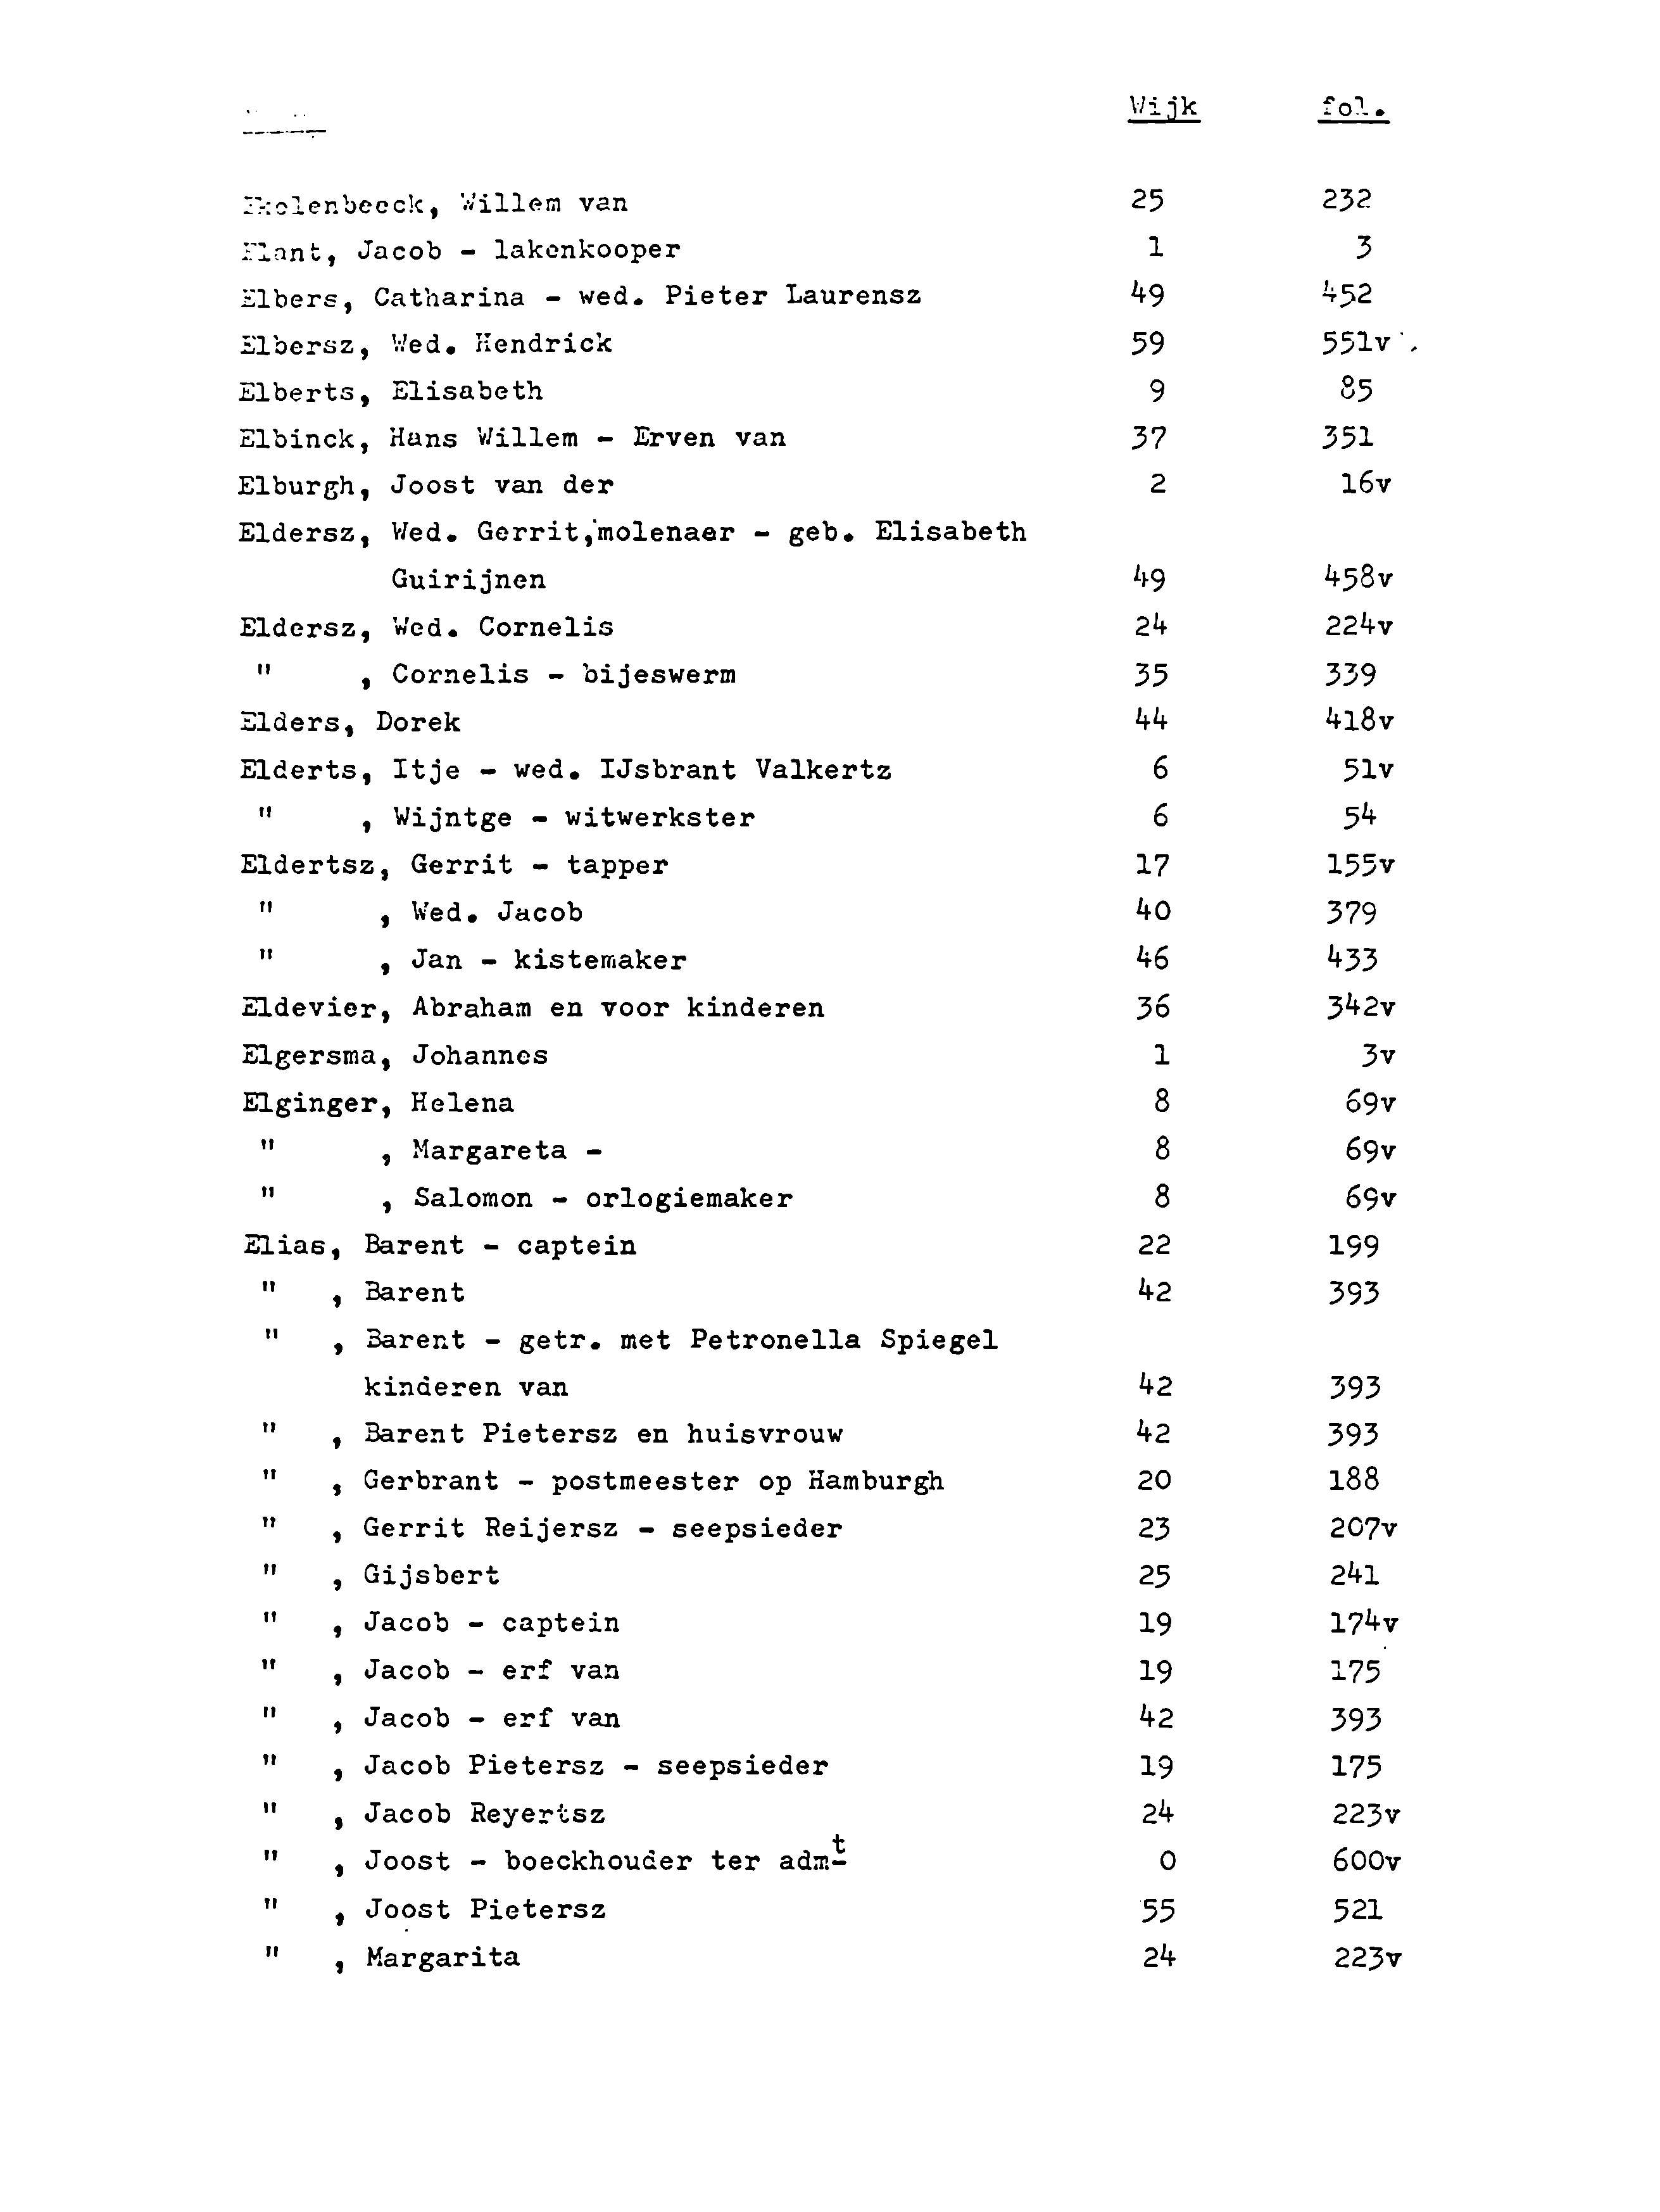 Wijk fol.
Ekolenbeeck, Willem van 25 232
Elant, Jacob - lakenkooper 1 3
Elbers, Catharina - wed. Pieter Laurensz 49 452
Elbersz, Wed. Hendrick 59 551v
Elberts, Elisabeth 9 85
Elbinck, Hans Willem - Erven van 37 351
Elburgh, Joost van der 2 16v
Eldersz, Wed. Gerrit, molenaer - geb. Elisabeth
Guirijnen 49 458v
Eldersz, Wed. Cornelis 24 224v
" , Cornelis - bijeswerm 35 339
Elders, Dorek 44 418v
Elderts, Itje - wed. IJsbrant Valkertz 6 51v
" , Wijntge - witwerkster 6 54
Eldertsz, Gerrit - tapper 17 155v
" , Wed. Jacob 40 379
" , Jan - kistemaker 46 433
Eldevier, Abraham en voor kinderen 36 342v
Elgersma, Johannes 1 3v
Elginger, Helena 8 69v
" , Margareta - 8 69v
" , Salomon - orlogiemaker 8 69v
Elias, Barent - captein 22 199
" , Barent 42 393
" , Barent - getr. met Petronella Spiegel
kinderen van 42 393
" , Barent Pietersz en huisvrouw 42 393
" , Gerbrant - postmeester op Hamburgh 20 188
" , Gerrit Reijersz - seepsieder 23 207v
" , Gijsbert 25 241
" , Jacob - captein 19 174v
" , Jacob - erf van 19 175
" , Jacob - erf van 42 393
" , Jacob Pietersz - seepsieder 19 175
" , Jacob Reyertsz 24 223v
" , Joost - boeckhouder ter admt 0 600v
" , Joost Pietersz 55 521
" , Margarita 24 223v